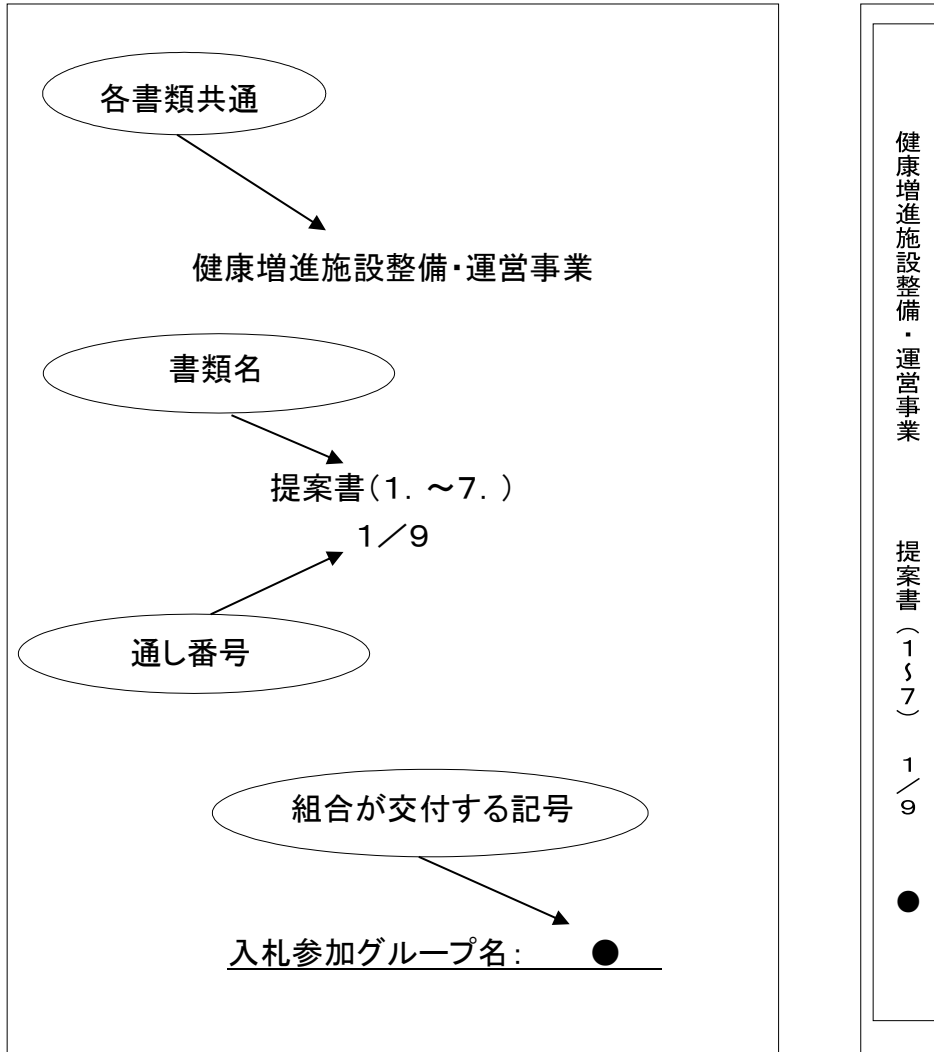 各書類共通
健康増進施設整備・運営事業
書類名
提案書(1．～7．)
1／9
通し番号
組合が交付する記号
入札参加グループ名：　●
健康増進施設整備・運営事業　提案書（1～7）　1／9　●